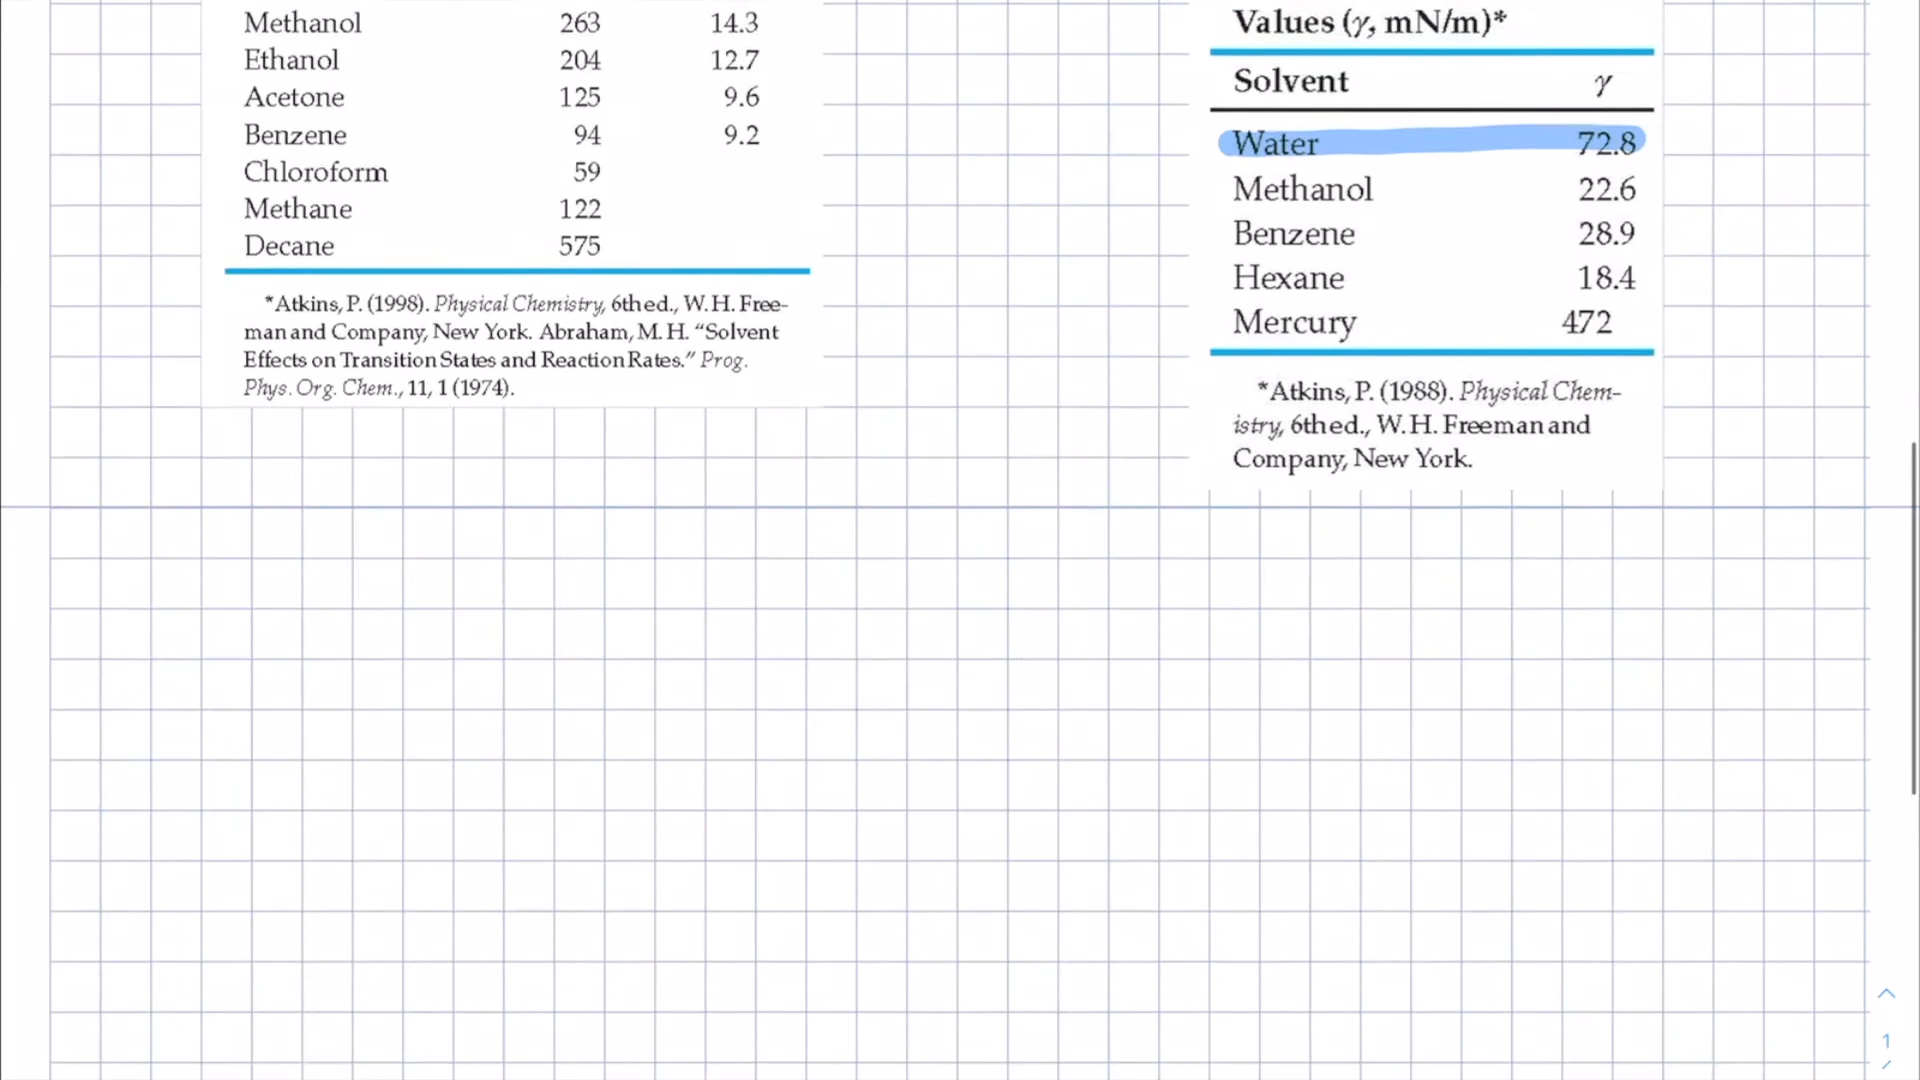 Methanol 263 14.3
Ethanol 204 12.7
Acetone 125 9.6
Benzene 94 9.2
Chloroform 59
Methane 122
Decane 575
*Atkins, P. (1998). Physical Chemistry, 6th ed., W. H. Free-
man and Company, New York. Abraham, M. H. “Solvent
Effects on Transition States and Reaction Rates.” Prog.
Phys. Org. Chem., 11, 1 (1974).
Values (γ, mN/m)*
Solvent γ
Water 72.8
Methanol 22.6
Benzene 28.9
Hexane 18.4
Mercury 472
*Atkins, P. (1988). Physical Chem-
istry, 6th ed., W. H. Freeman and
Company, New York.
1